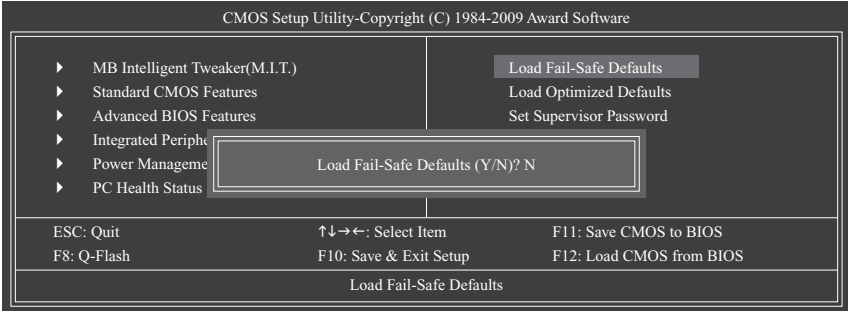 CMOS Setup Utility-Copyright (C) 1984-2009 Award Software
MB Intelligent Tweaker(M.I.T.)
Standard CMOS Features
Advanced BIOS Features
Integrated Periphe
Power Manageme
PC Health Status
Load Fail-Safe Defaults
Load Optimized Defaults
Set Supervisor Password
Load Fail-Safe Defaults (Y/N)? N
ESC: Quit
↑↓→←: Select Item
F11: Save CMOS to BIOS
F8: Q-Flash
F10: Save & Exit Setup
F12: Load CMOS from BIOS
Load Fail-Safe Defaults